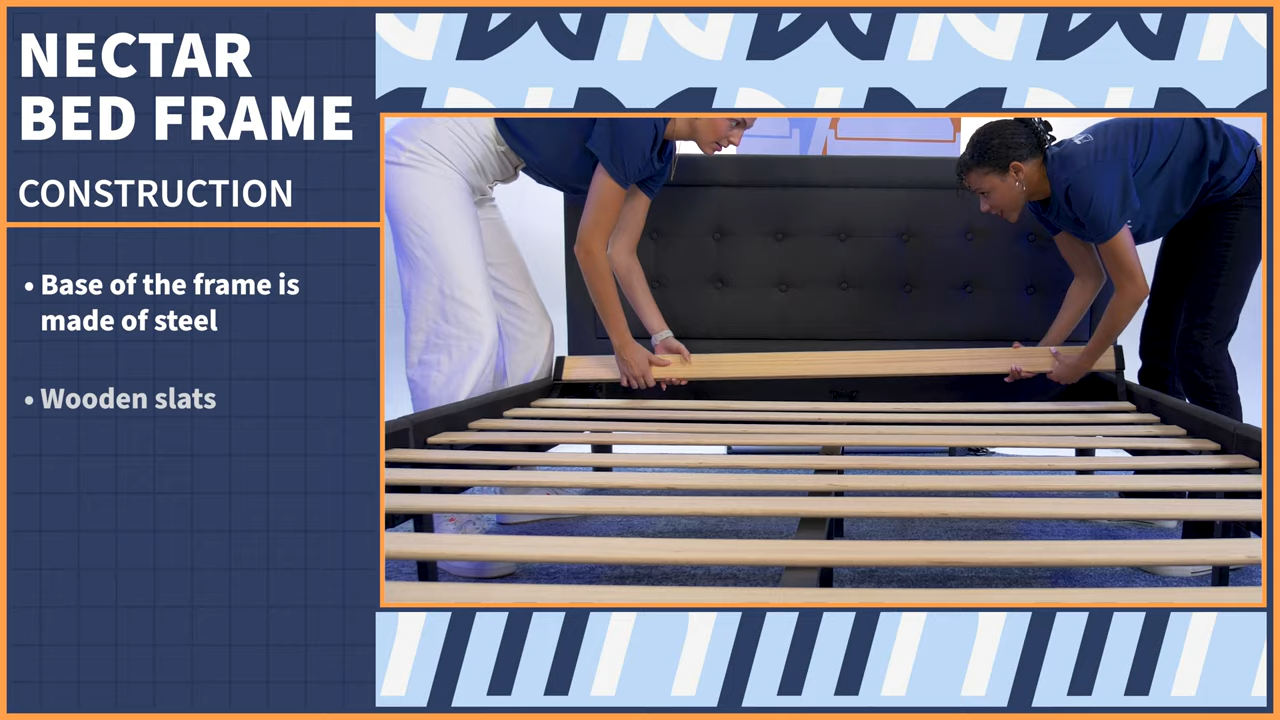 NECTAR
BED FRAME
CONSTRUCTION
• Base of the frame is
made of steel
• Wooden slats